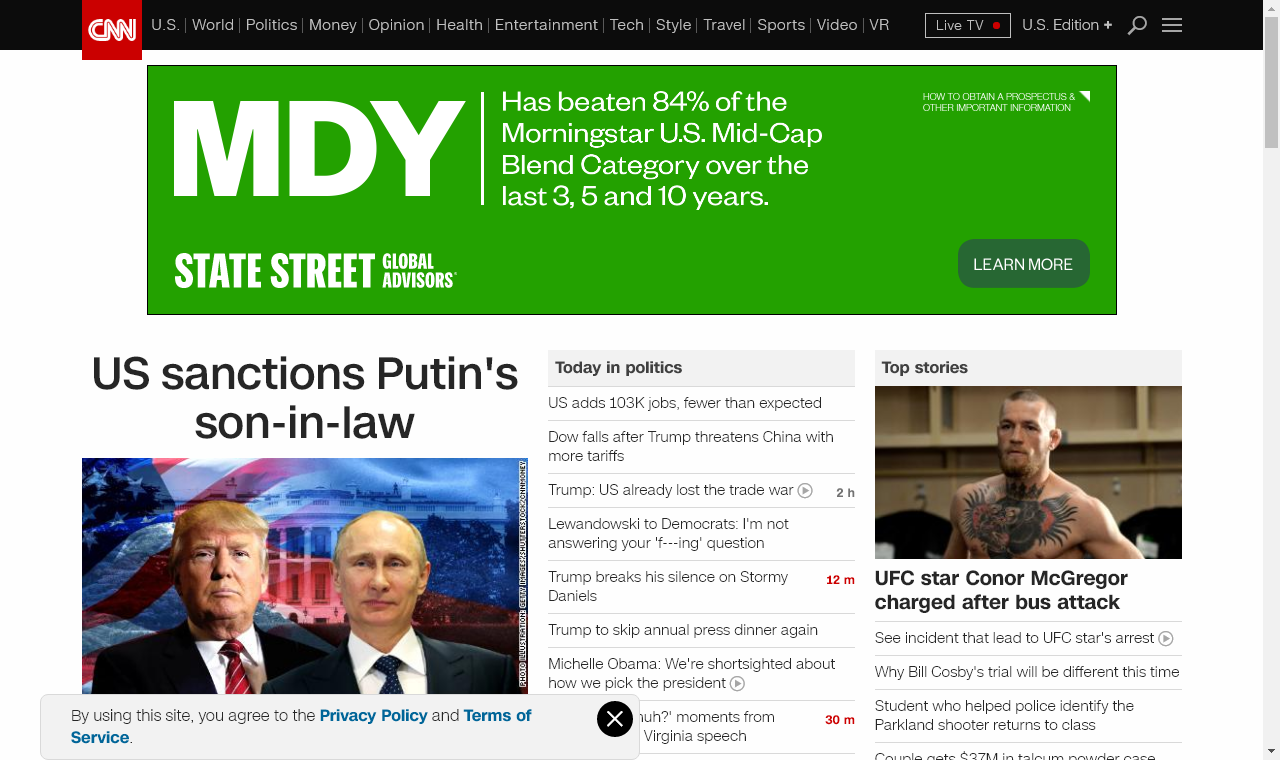 CNN
U.S. World Politics Money Opinion Health Entertainment Tech Style Travel Sports Video VR
Live TV
U.S. Edition +
MDY
Has beaten 84% of the
Morningstar U.S. Mid-Cap
Blend Category over the
last 3, 5 and 10 years.
HOW TO OBTAIN A PROSPECTUS &
OTHER IMPORTANT INFORMATION
STATE STREET GLOBAL
ADVISORS
LEARN MORE
US sanctions Putin's
son-in-law
PHOTO ILLUSTRATION: GETTY IMAGES/SHUTTERSTOCK/CNNMONEY
Today in politics
US adds 103K jobs, fewer than expected
Dow falls after Trump threatens China with
more tariffs
Trump: US already lost the trade war 2 h
Lewandowski to Democrats: I'm not
answering your 'f---ing' question
Trump breaks his silence on Stormy 12 m
Daniels
Trump to skip annual press dinner again
Michelle Obama: We're shortsighted about
how we pick the president
huh?' moments from 30 m
Virginia speech
Top stories
UFC star Conor McGregor
charged after bus attack
See incident that lead to UFC star's arrest
Why Bill Cosby's trial will be different this time
Student who helped police identify the
Parkland shooter returns to class
Couple gets $37M in talcum powder case
By using this site, you agree to the Privacy Policy and Terms of
Service.